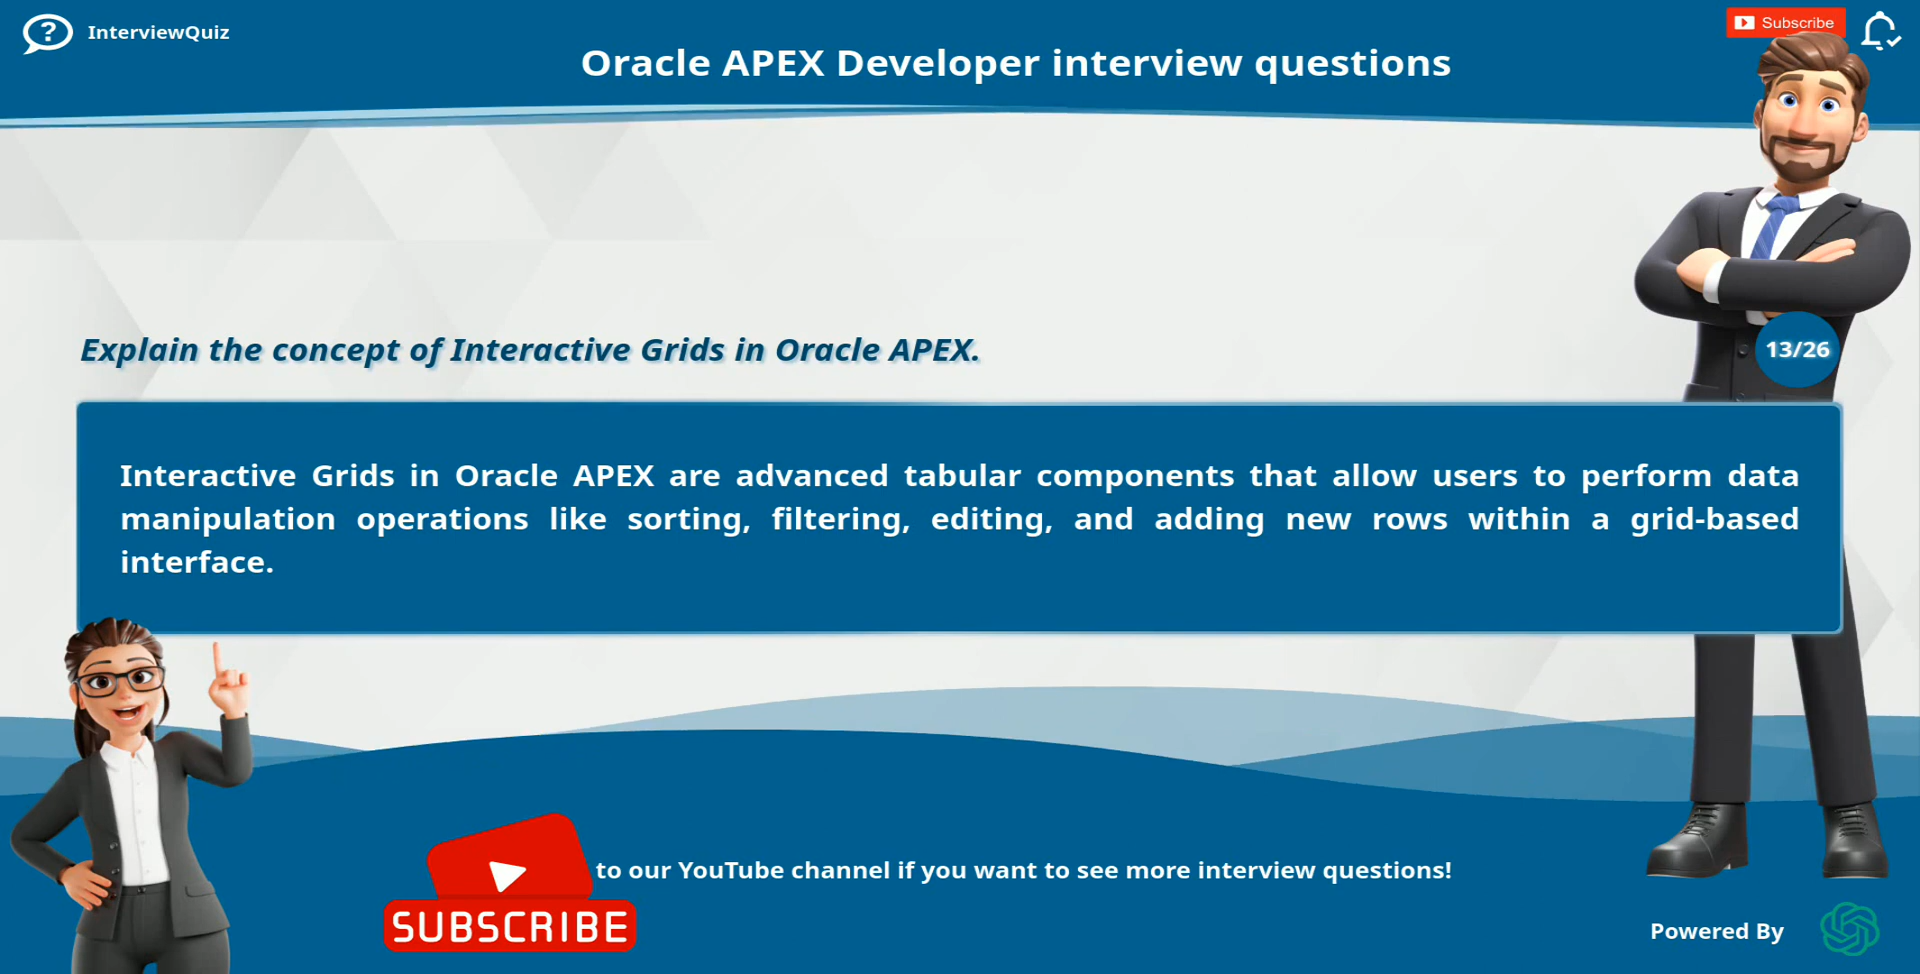 InterviewQuiz
Subscribe
Oracle APEX Developer interview questions
Explain the concept of Interactive Grids in Oracle APEX.
13/26
Interactive Grids in Oracle APEX are advanced tabular components that allow users to perform data
manipulation operations like sorting, filtering, editing, and adding new rows within a grid-based
interface.
to our YouTube channel if you want to see more interview questions!
SUBSCRIBE
Powered By